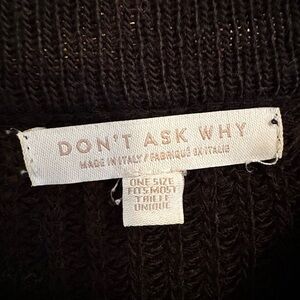 DON'T ASK WHY
MADE IN ITALY / FABRIQUÉ EN ITALIE
ONE SIZE
FITS MOST
TAILLE
UNIQUE